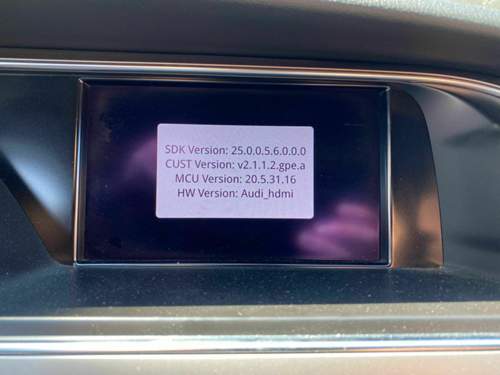 SDK Version: 25.0.0.5.6.0.0.0
CUST Version: v2.1.1.2.gpe.a
MCU Version: 20.5.31.16
HW Version: Audi_hdmi